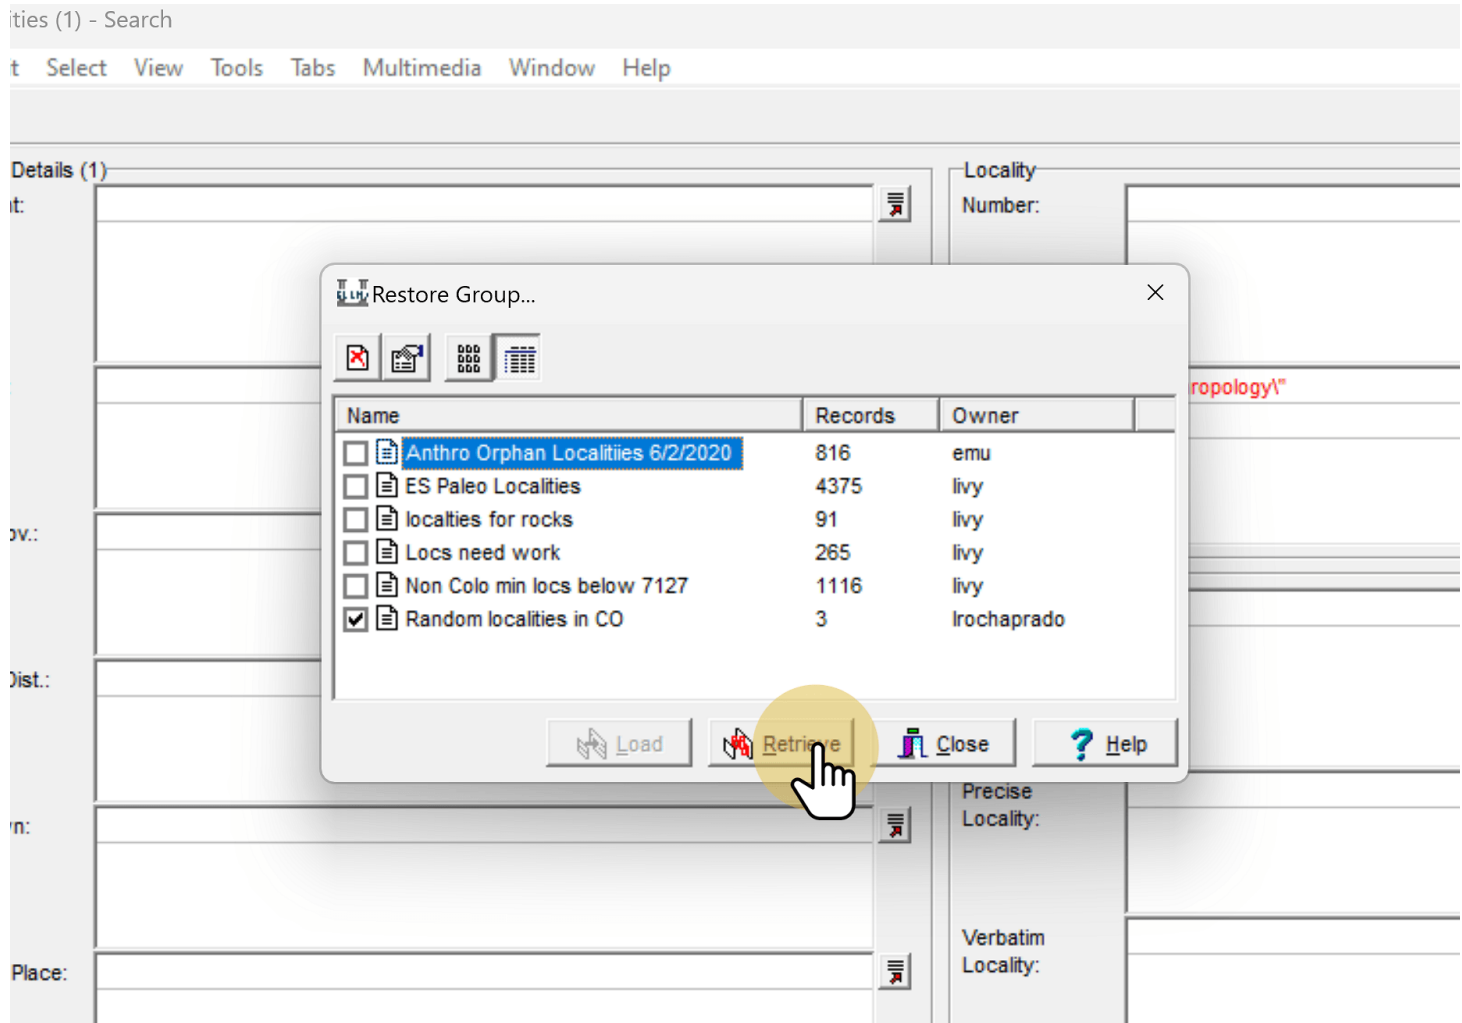 ities (1) - Search
t Select View Tools Tabs Multimedia Window Help
Details (1)
Locality
nt:
Number:
Restore Group...
ropology\"
Name Records Owner
Anthro Orphan Localitiies 6/2/2020 816 emu
ES Paleo Localities 4375 livy
localties for rocks 91 livy
Locs need work 265 livy
Non Colo min locs below 7127 1116 livy
Random localities in CO 3 lrochaprado
ov.:
Dist.:
Load Retrieve Close Help
Precise
Locality:
n:
Verbatim
Locality:
Place: